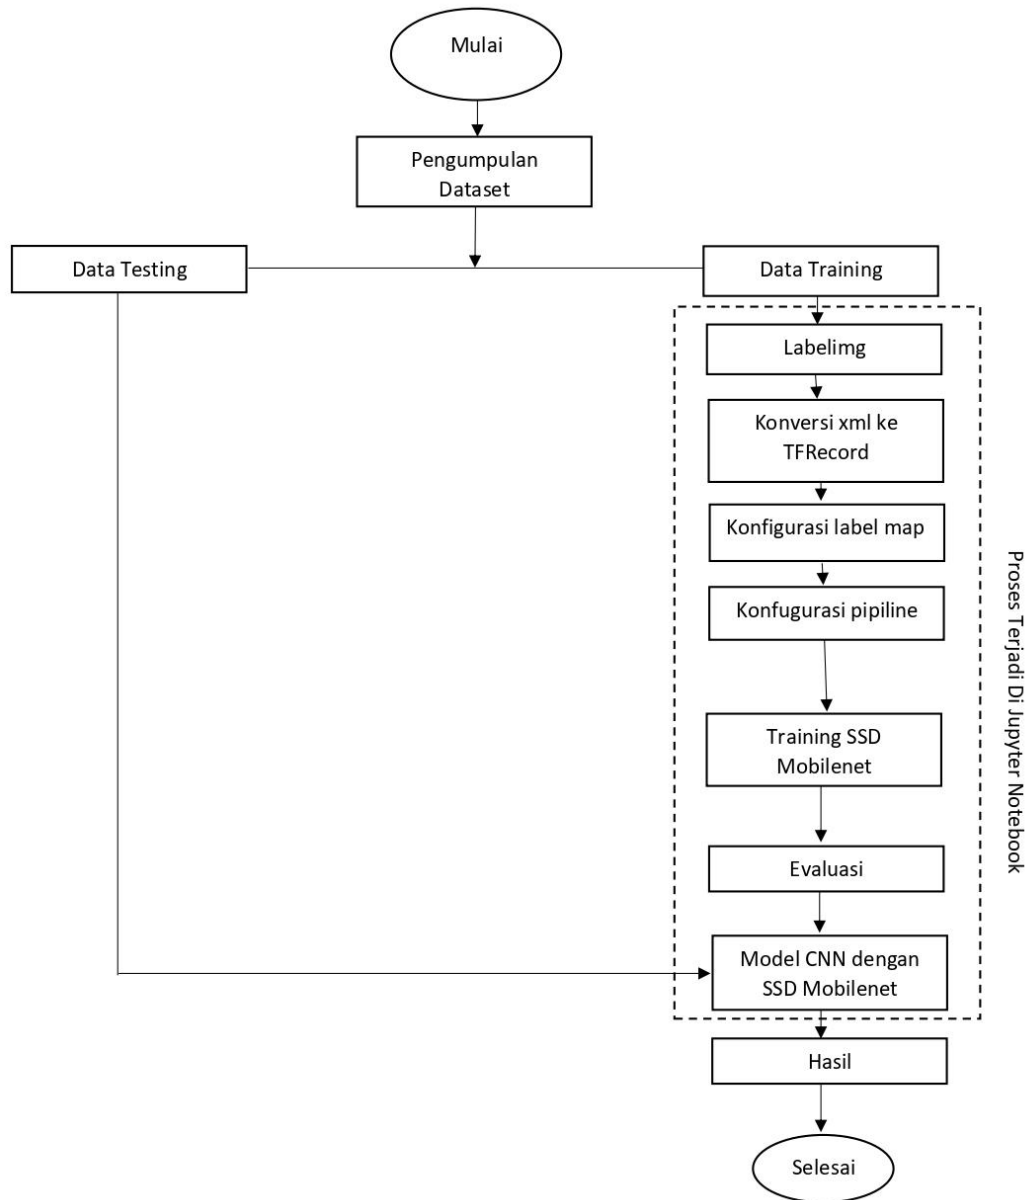 Mulai
Pengumpulan
Dataset
Data Testing
Data Training
Labelimg
Konversi xml ke
TFRecord
Konfigurasi label map
Konfugurasi pipiline
Training SSD
Mobilenet
Evaluasi
Model CNN dengan
SSD Mobilenet
Hasil
Selesai
Proses Terjadi Di Jupyter Notebook